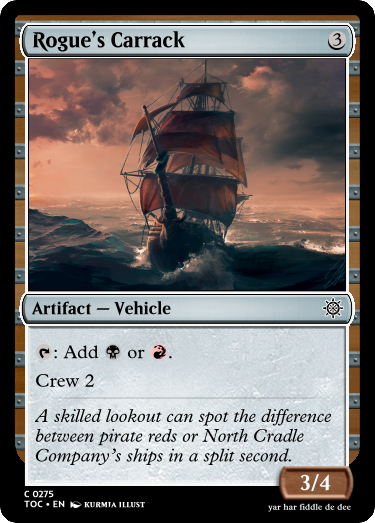 Rogue's Carrack 3
Artifact — Vehicle
: Add or .
Crew 2
A skilled lookout can spot the difference
between pirate reds or North Cradle
Company's ships in a split second.
3/4
C 0275
TOC • EN KURMJA ILLUST
yar har fiddle de dee